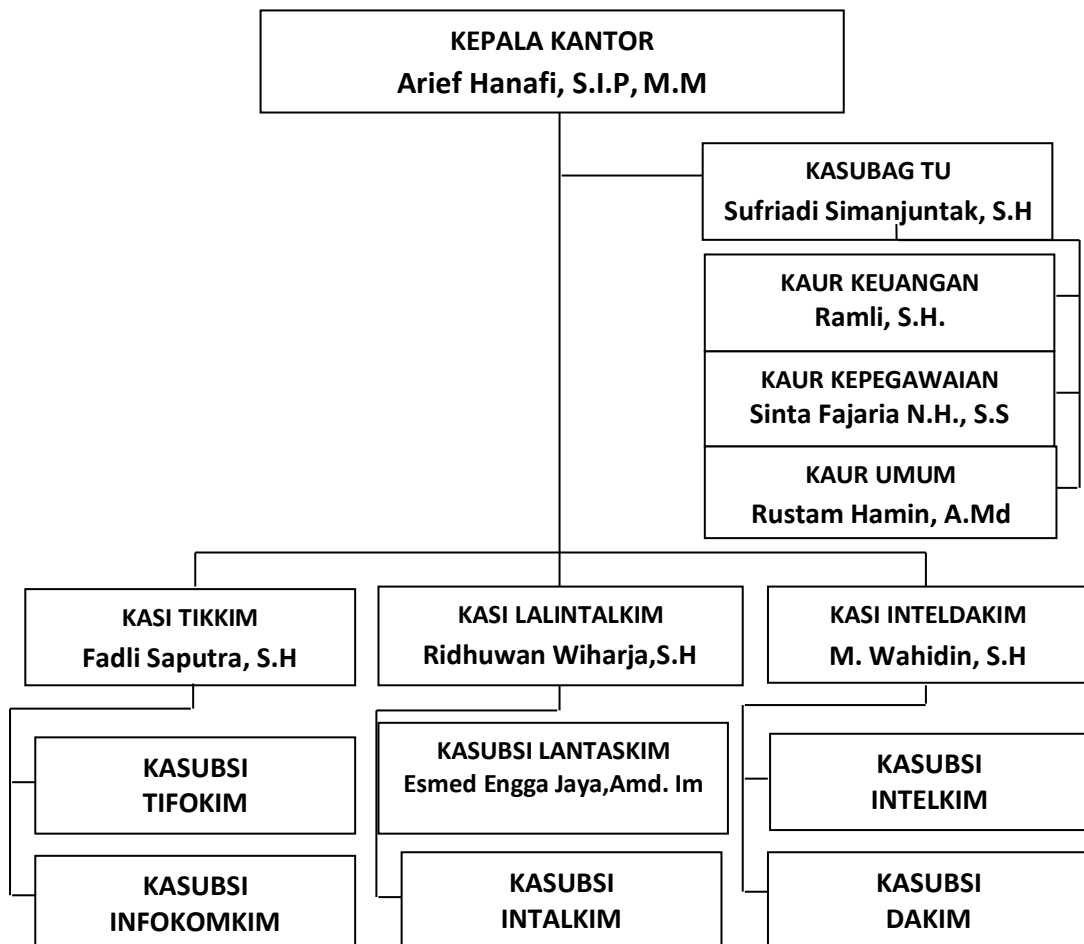 KEPALA KANTOR
Arief Hanafi, S.I.P, M.M
KASUBAG TU
Sufriadi Simanjuntak, S.H
KAUR KEUANGAN
Ramli, S.H.
KAUR KEPEGAWAIAN
Sinta Fajaria N.H., S.S
KAUR UMUM
Rustam Hamin, A.Md
KASI TIKKIM
Fadli Saputra, S.H
KASI LALINTALKIM
Ridhuwan Wiharja,S.H
KASI INTELDAKIM
M. Wahidin, S.H
KASUBSI
TIFOKIM
KASUBSI LANTASKIM
Esmed Engga Jaya,Amd. Im
KASUBSI
INTELKIM
KASUBSI
INFOKOMKIM
KASUBSI
INTALKIM
KASUBSI
DAKIM